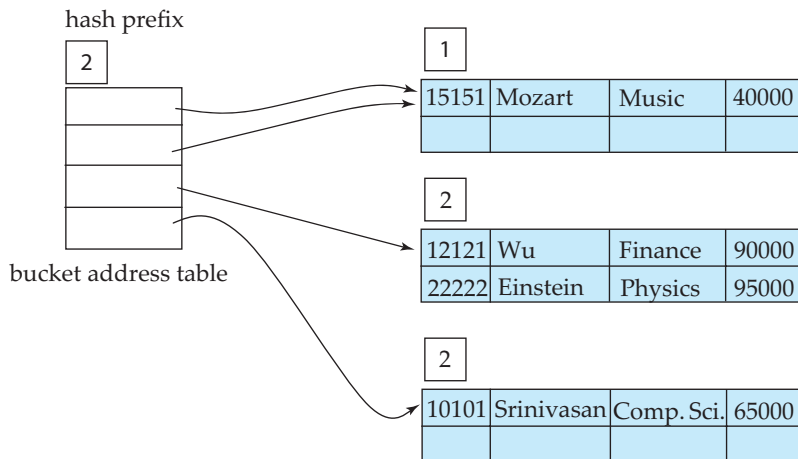 hash prefix
2
bucket address table
1
15151 Mozart Music 40000
2
12121 Wu Finance 90000
22222 Einstein Physics 95000
2
10101 Srinivasan Comp. Sci. 65000